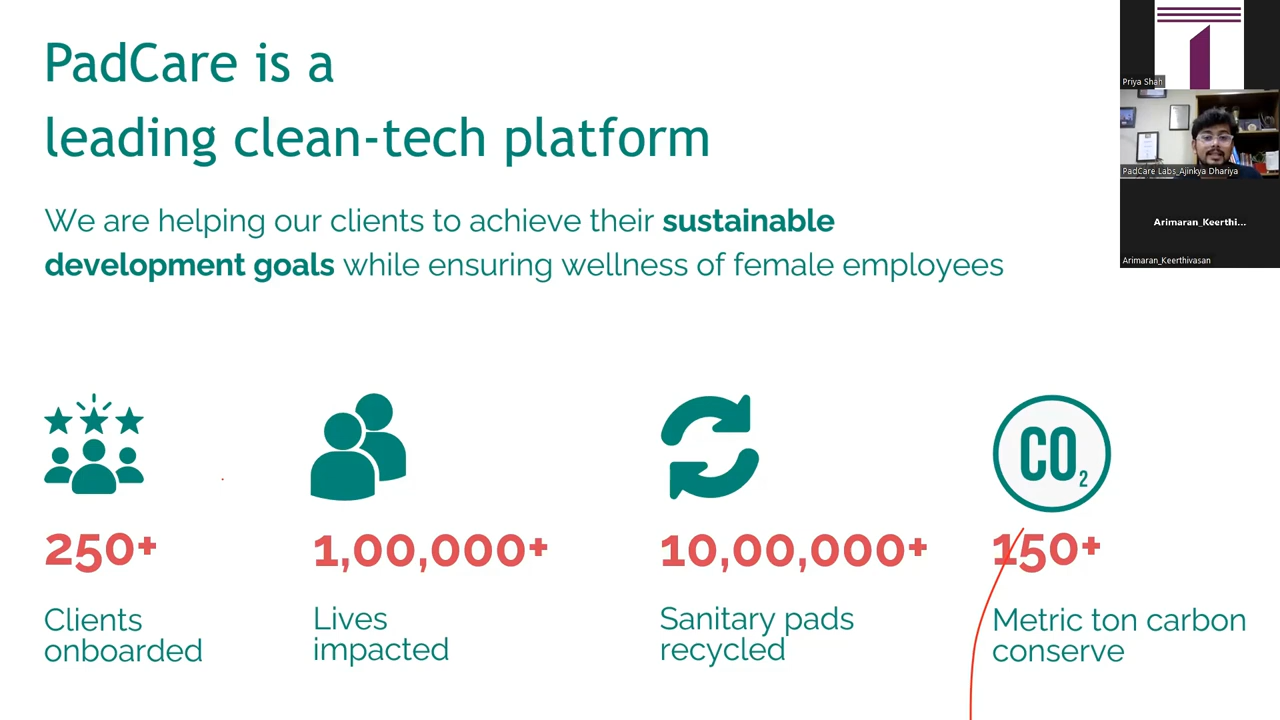 PadCare is a
leading clean-tech platform
We are helping our clients to achieve their sustainable
development goals while ensuring wellness of female employees
CO2
250+
Clients
onboarded
1,00,000+
Lives
impacted
10,00,000+
Sanitary pads
recycled
150+
Metric ton carbon
conserve
Priya Shah
PadCare Labs_Ajinkya Dhariya
Arimaran_Keerthi...
Arimaran_Keerthivasan